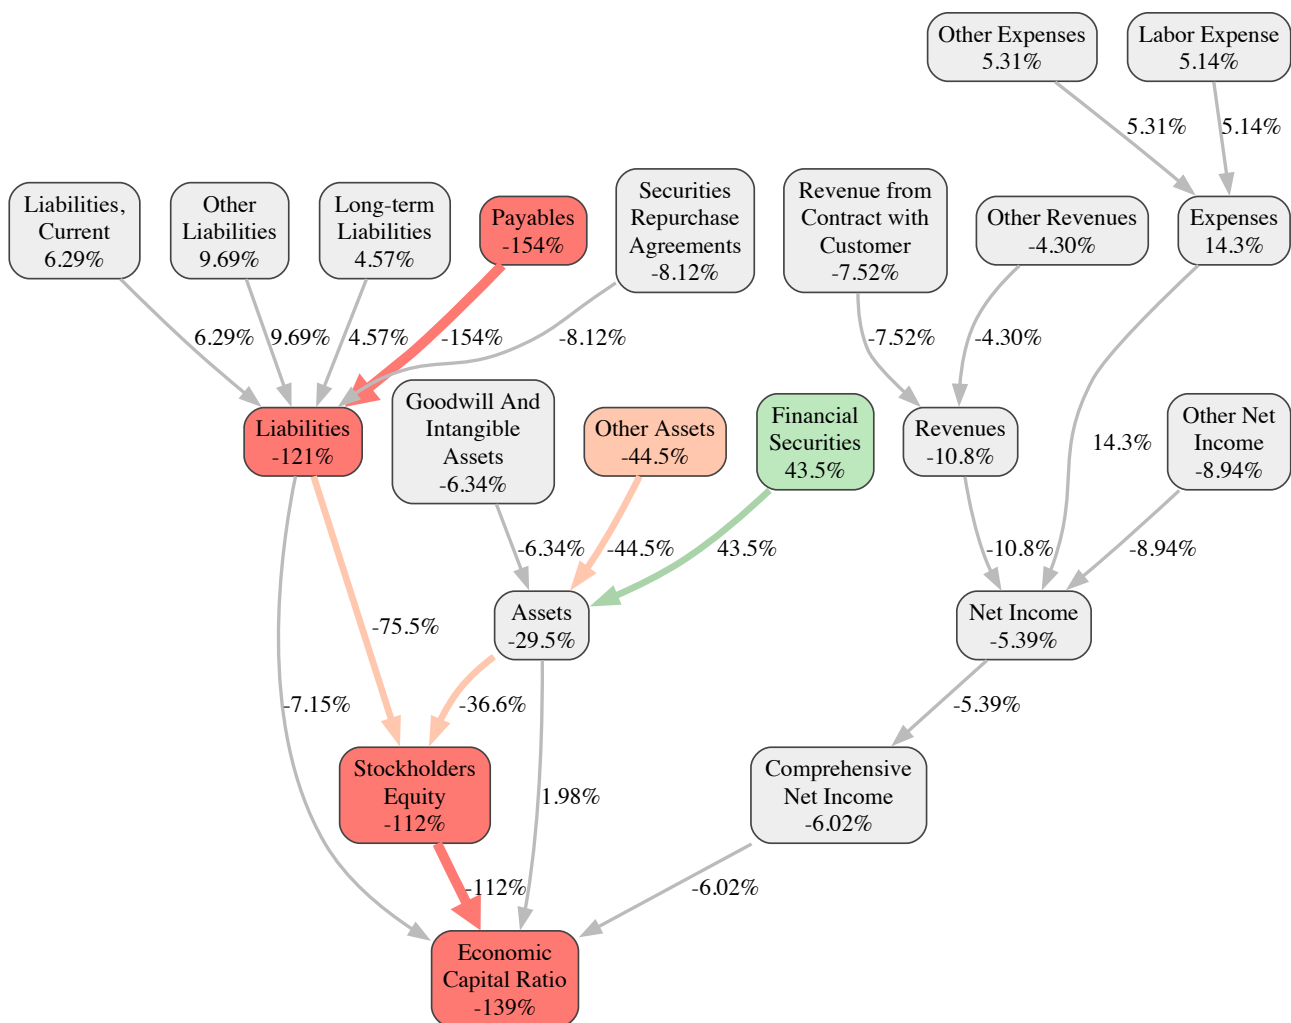 Other Expenses
5.31%
Labor Expense
5.14%
5.31%
5.14%
Liabilities,
Current
6.29%
Other
Liabilities
9.69%
Long-term
Liabilities
4.57%
Payables
-154%
Securities
Repurchase
Agreements
-8.12%
Revenue from
Contract with
Customer
-7.52%
Other Revenues
-4.30%
Expenses
14.3%
6.29%
9.69%
4.57%
-154%
-8.12%
-7.52%
-4.30%
Liabilities
-121%
Goodwill And
Intangible
Assets
-6.34%
Other Assets
-44.5%
Financial
Securities
43.5%
Revenues
-10.8%
14.3%
Other Net
Income
-8.94%
-6.34%
-44.5%
43.5%
-10.8%
-8.94%
-75.5%
Assets
-29.5%
Net Income
-5.39%
-7.15%
-36.6%
-5.39%
Stockholders
Equity
-112%
1.98%
Comprehensive
Net Income
-6.02%
-112%
-6.02%
Economic
Capital Ratio
-139%